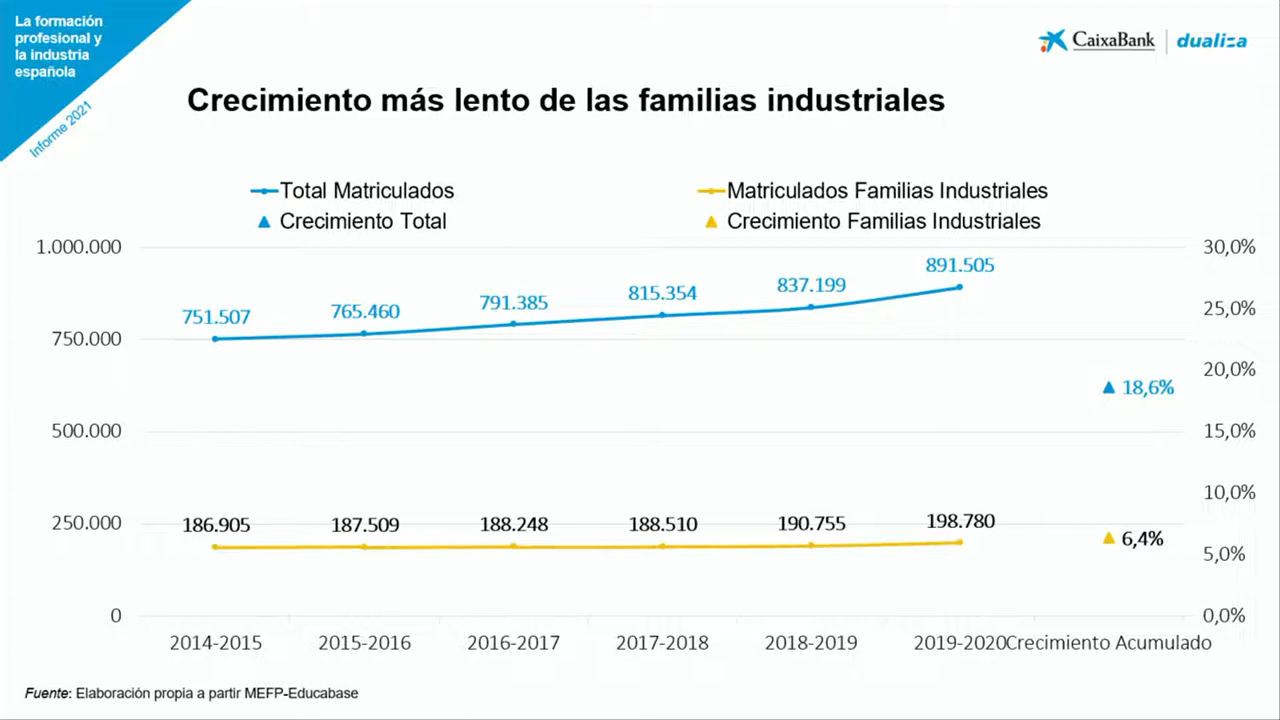 La formación
profesional y
la industria
española
Informe 2021
CaixaBank dualiza
Crecimiento más lento de las familias industriales
Total Matriculados Matriculados Familias Industriales
Crecimiento Total Crecimiento Familias Industriales
1.000.000 30,0%
891.505
837.199
815.354
791.385
765.460
751.507
25,0%
750.000
20,0%
18,6%
500.000 15,0%
10,0%
250.000 186.905 187.509 188.248 188.510 190.755 198.780
6,4%
5,0%
0 0,0%
2014-2015 2015-2016 2016-2017 2017-2018 2018-2019 2019-2020 Crecimiento Acumulado
Fuente: Elaboración propia a partir MEFP-Educabase